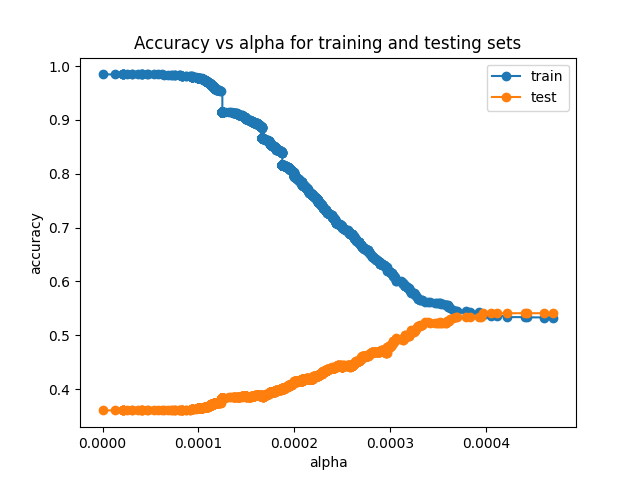 Accuracy vs alpha for training and testing sets
train
test
1.0
0.9
0.8
0.7
0.6
0.5
0.4
accuracy
0.0000
0.0001
0.0002
0.0003
0.0004
alpha